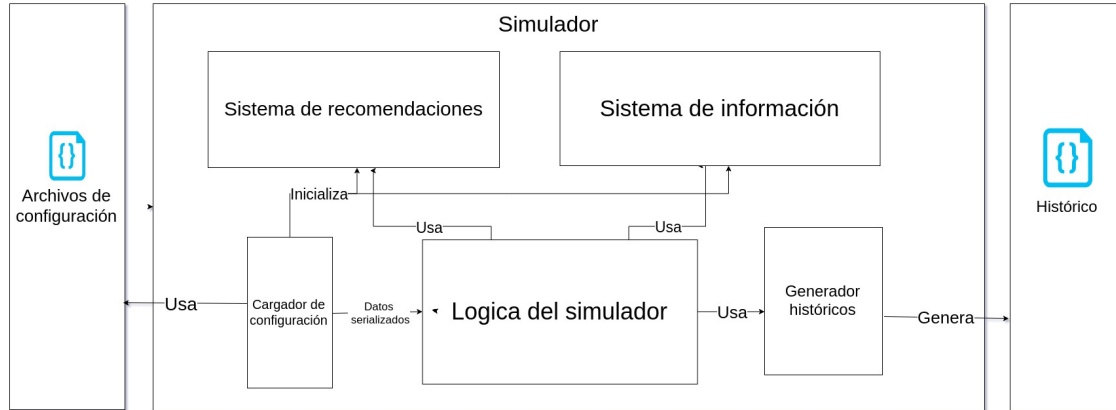 Simulador
Sistema de recomendaciones
Sistema de información
Archivos de
configuración
Histórico
Inicializa
Usa
Usa
Usa
Cargador de
configuración
Datos
serializados
Logica del simulador
Usa
Generador
históricos
Genera